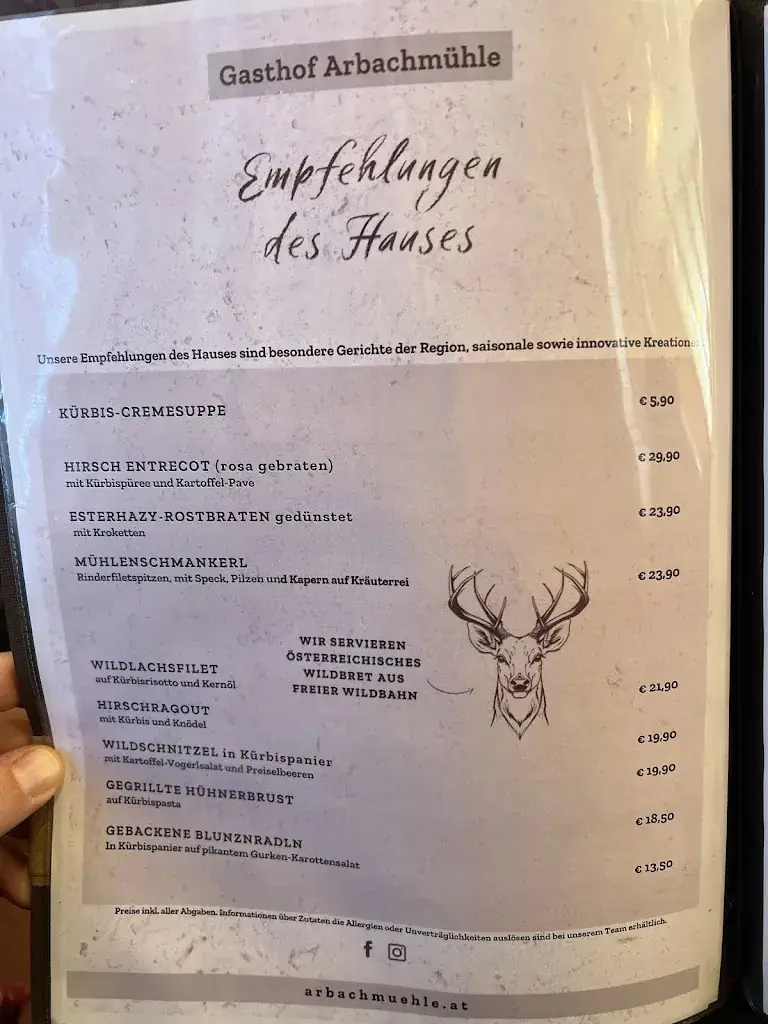 Gasthof Arbachmühle
Empfehlungen
des Hauses
Unsere Empfehlungen des Hauses sind besondere Gerichte der Region, saisonale sowie innovative Kreationen
KÜRBIS-CREMESUPPE € 5,90
HIRSCH ENTRECOT (rosa gebraten) € 29,90
mit Kürbispüree und Kartoffel-Pave
ESTERHAZY-ROSTBRATEN gedünstet € 23,90
mit Kroketten
MÜHLENSCHMANKERL € 23,90
Rinderfiletspitzen, mit Speck, Pilzen und Kapern auf Kräuterrei
WIR SERVIEREN
ÖSTERREICHISCHES
WILDBRET AUS
FREIER WILDBAHN
WILDLACHSFILET € 21,90
auf Kürbisrisotto und Kernöl
HIRSCHRAGOUT € 19,90
mit Kürbis und Knödel
WILDSCHNITZEL in Kürbispanier € 19,90
mit Kartoffel-Vogerlsalat und Preiselbeeren
GEGRILLTE HÜHNERBRUST € 18,50
auf Kürbispasta
GEBACKENE BLUNZNRADLN € 13,50
In Kürbispanier auf pikantem Gurken-Karottensalat
Preise inkl. aller Abgaben. Informationen über Zutaten die Allergien oder Unverträglichkeiten auslösen sind bei unserem Team erhältlich.
arbachmuehle.at